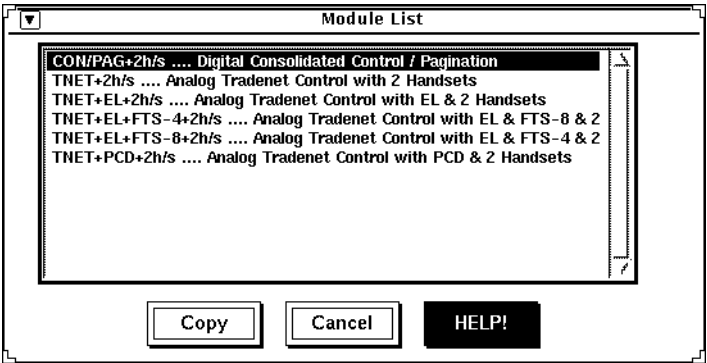 Module List
CON/PAG+2h/s .... Digital Consolidated Control / Pagination
TNET+2h/s .... Analog Tradenet Control with 2 Handsets
TNET+EL+2h/s .... Analog Tradenet Control with EL & 2 Handsets
TNET+EL+FTS-4+2h/s .... Analog Tradenet Control with EL & FTS-8 & 2
TNET+EL+FTS-8+2h/s .... Analog Tradenet Control with EL & FTS-4 & 2
TNET+PCD+2h/s .... Analog Tradenet Control with PCD & 2 Handsets
Copy Cancel HELP!